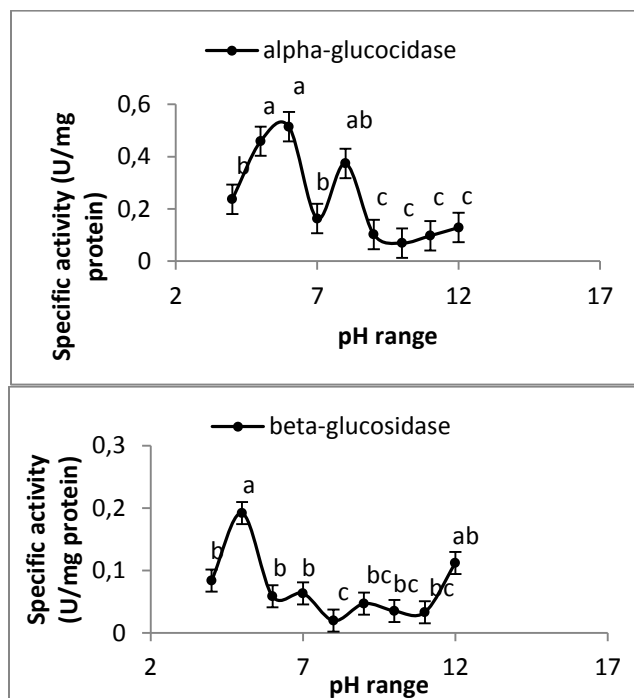 alpha-glucocidase
Specific activity (U/mg
protein)
0,6
0,4
0,2
0
b
a
a
b
ab
c
c
c
c
2
7
12
17
pH range
beta-glucosidase
Specific activity
(U/mg protein)
0,3
0,2
0,1
0
b
a
b
b
c
bc
bc
bc
ab
2
7
12
17
pH range